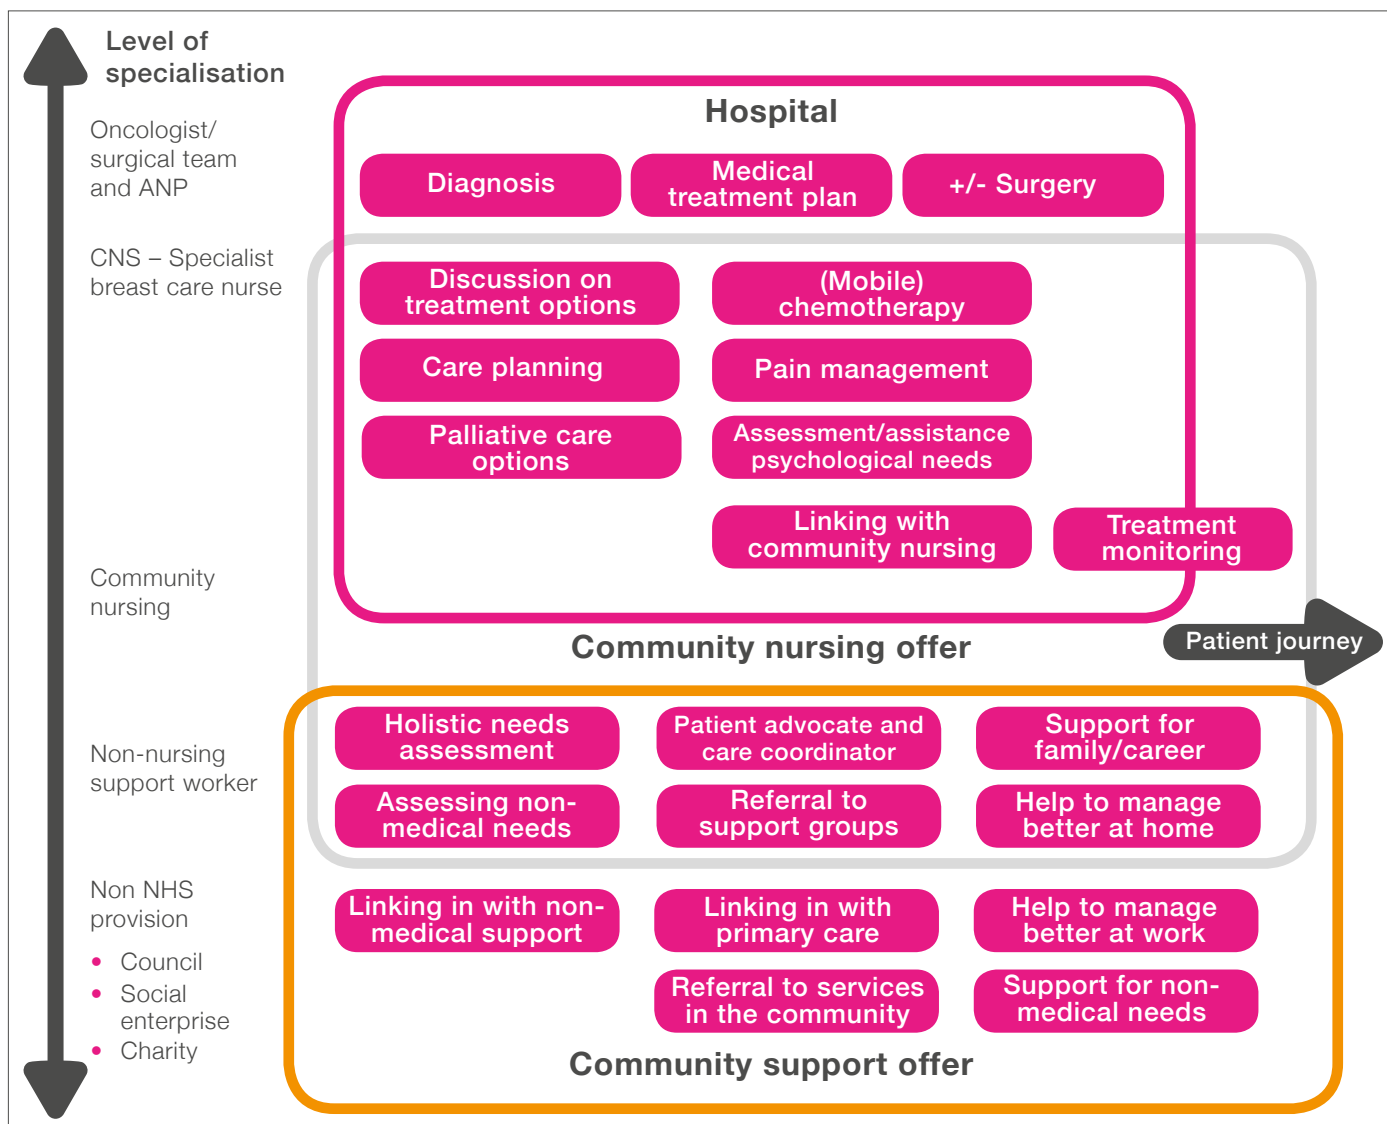 Level of
specialisation
Oncologist/
surgical team
and ANP
Hospital
Diagnosis
Medical
treatment plan
+/- Surgery
CNS – Specialist
breast care nurse
Discussion on
treatment options
(Mobile)
chemotherapy
Care planning
Pain management
Palliative care
options
Assessment/assistance
psychological needs
Linking with
community nursing
Treatment
monitoring
Community
nursing
Community nursing offer
Patient journey
Non-nursing
support worker
Holistic needs
assessment
Patient advocate and
care coordinator
Support for
family/career
Assessing non-
medical needs
Referral to
support groups
Help to manage
better at home
Non NHS
provision
• Council
• Social
enterprise
• Charity
Linking in with non-
medical support
Linking in with
primary care
Help to manage
better at work
Referral to services
in the community
Support for non-
medical needs
Community support offer